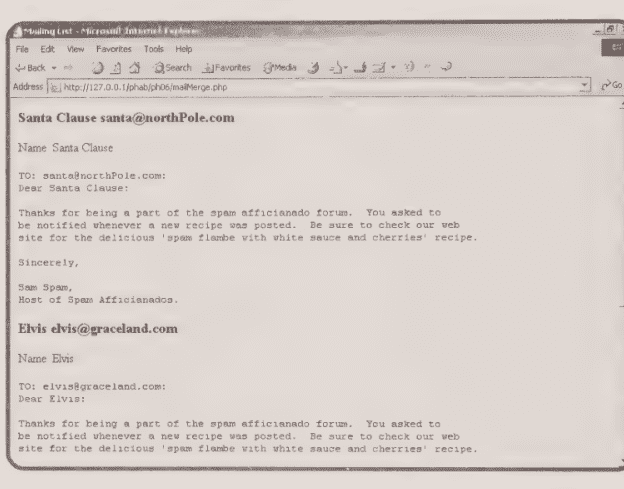 Mailing List - Microsoft Internet Explorer
File Edit View Favorites Tools Help
Back Search Favorites Media
Address http://127.0.0.1/phab/ph06/mailMerge.php Go
Santa Clause santa@northPole.com
Name Santa Clause
TO: santa@northPole.com:
Dear Santa Clause:
Thanks for being a part of the spam afficianado forum. You asked to
be notified whenever a new recipe was posted. Be sure to check our web
site for the delicious 'spam flambe with white sauce and cherries' recipe.
Sincerely,
Sam Spam,
Host of Spam Afficianados.
Elvis elvis@graceland.com
Name Elvis
TO: elvis@graceland.com:
Dear Elvis:
Thanks for being a part of the spam afficianado forum. You asked to
be notified whenever a new recipe was posted. Be sure to check our web
site for the delicious 'spam flambe with white sauce and cherries' recipe.